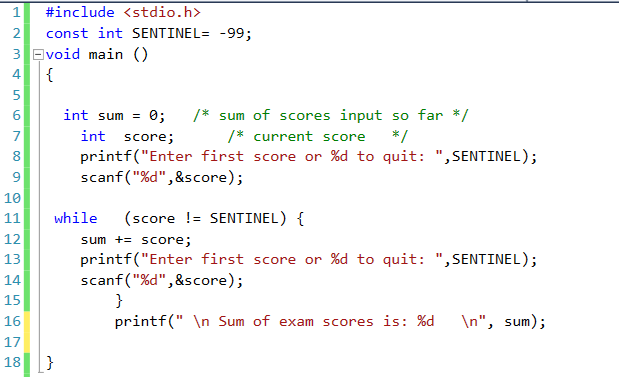 1 #include <stdio.h>
2 const int SENTINEL= -99;
3 void main ()
4 {
5
6 int sum = 0; /* sum of scores input so far */
7 int score; /* current score */
8 printf("Enter first score or %d to quit: ",SENTINEL);
9 scanf("%d",&score);
10
11 while (score != SENTINEL) {
12 sum += score;
13 printf("Enter first score or %d to quit: ",SENTINEL);
14 scanf("%d",&score);
15 }
16 printf(" \n Sum of exam scores is: %d \n", sum);
17
18 }